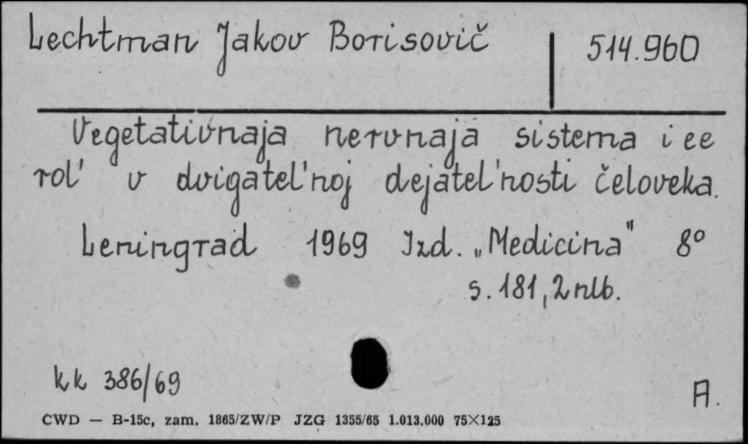 Lechtman Jakov Borisovič 514.960
Vegetativnaja nervnaja sistema i ee
rol' v dvigatel'noj dejatel'nosti čeloveka.
Leningrad 1969 Izd. „Medicina" 8°
s. 181, 2 nlb.
kk 386/69
A.
CWD — B-15c, zam. 1865/ZW/P JZG 1355/65 1.013.000 75×125